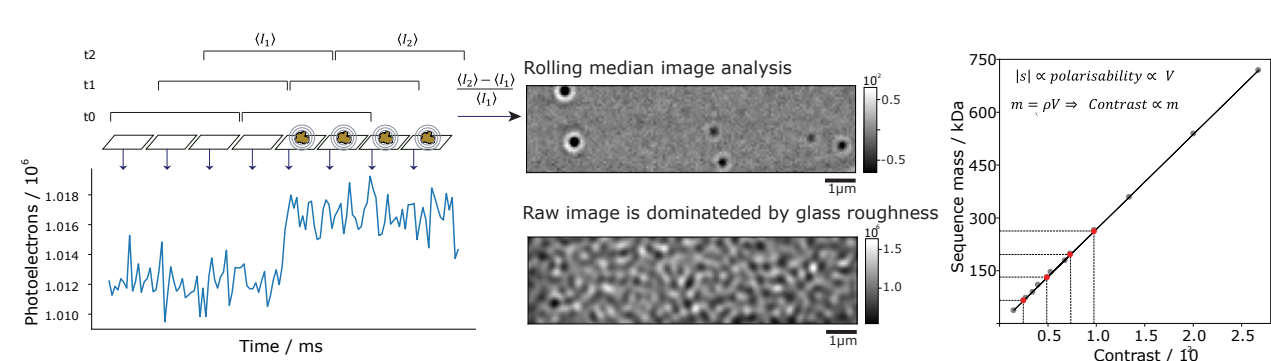 t2
⟨I₁⟩
⟨I₂⟩
t1
t0
⟨I₂⟩ − ⟨I₁⟩
⟨I₁⟩
Photoelectrons / 10⁶
1.018
1.016
1.014
1.012
1.010
Time / ms
Rolling median image analysis
10²
0.5
−0.5
1μm
Raw image is dominateded by glass roughness
10⁶
1.5
1.0
1μm
|s| ∝ polarisability ∝ V
m = ρV ⇒ Contrast ∝ m
Sequence mass / kDa
750
600
450
300
150
0.5
1.0
1.5
2.0
2.5
Contrast / 10